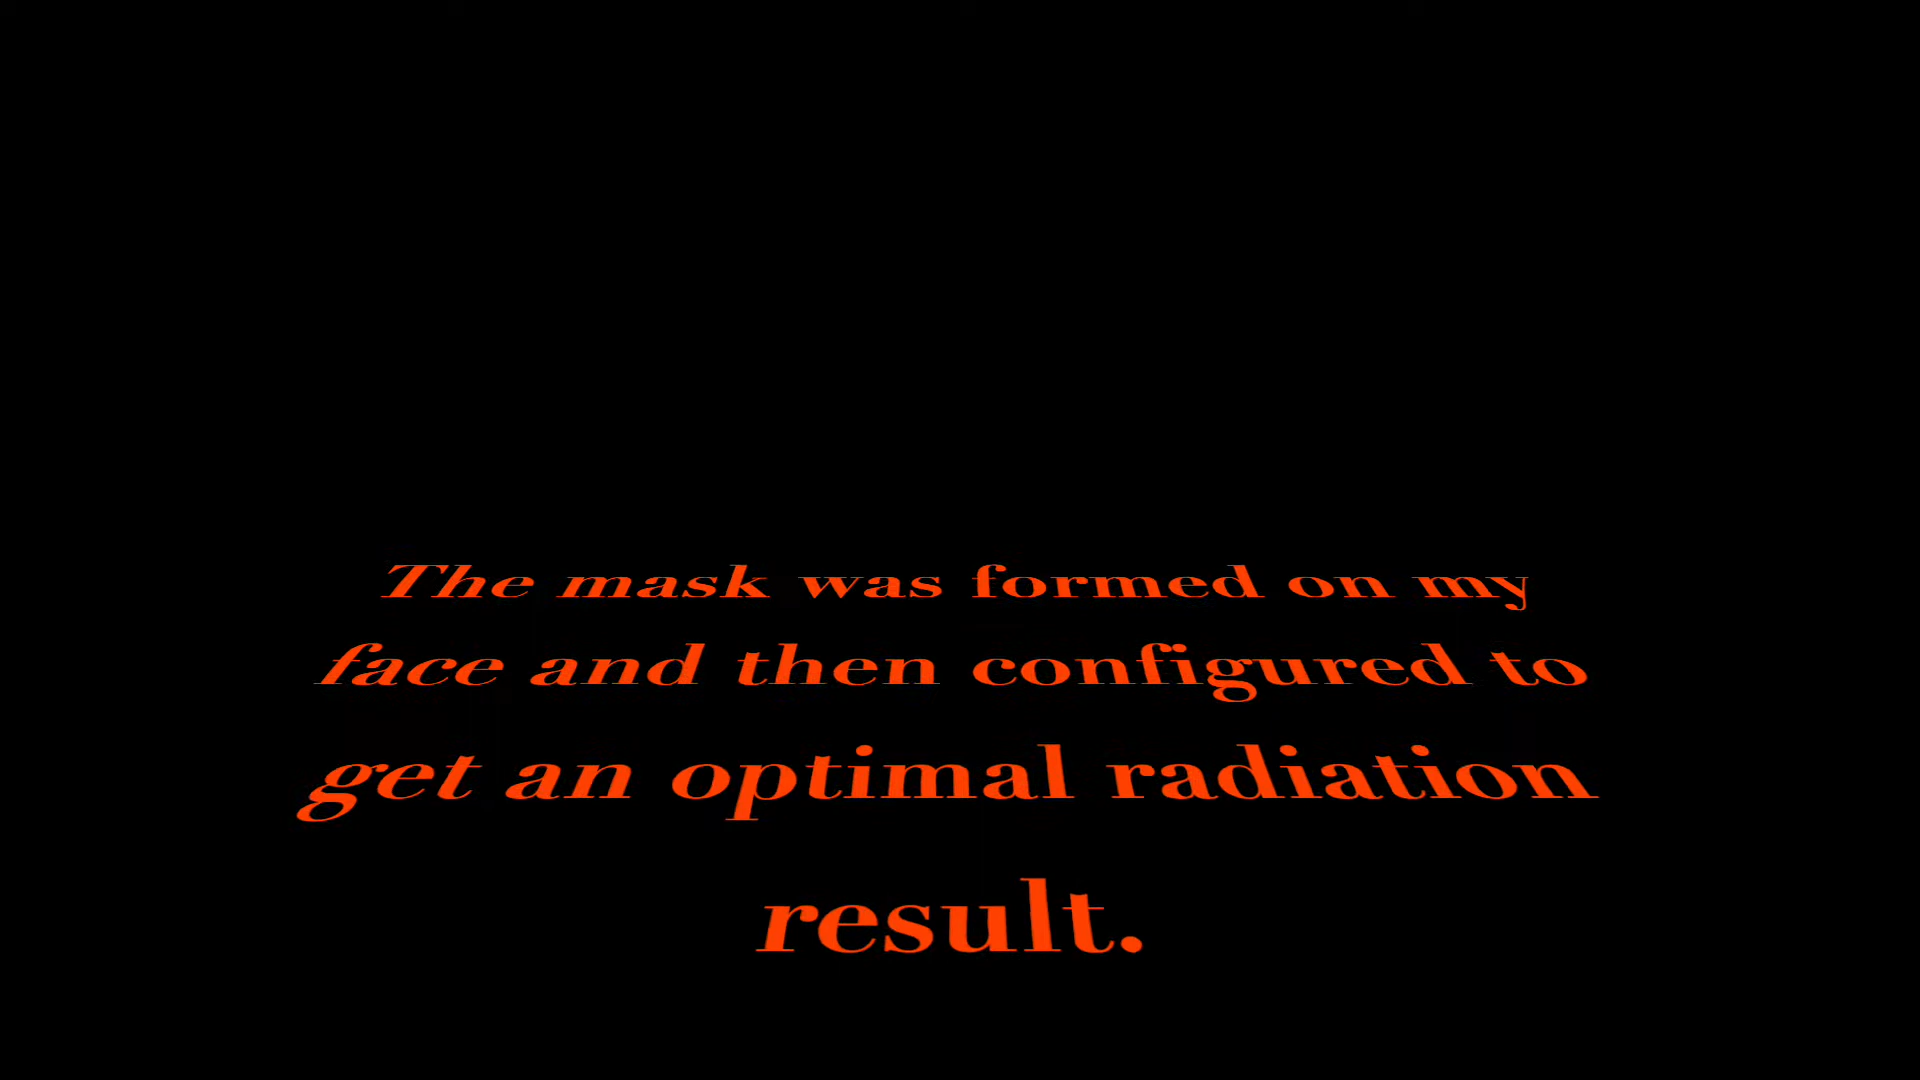 The mask was formed on my
face and then configured to
get an optimal radiation
result.